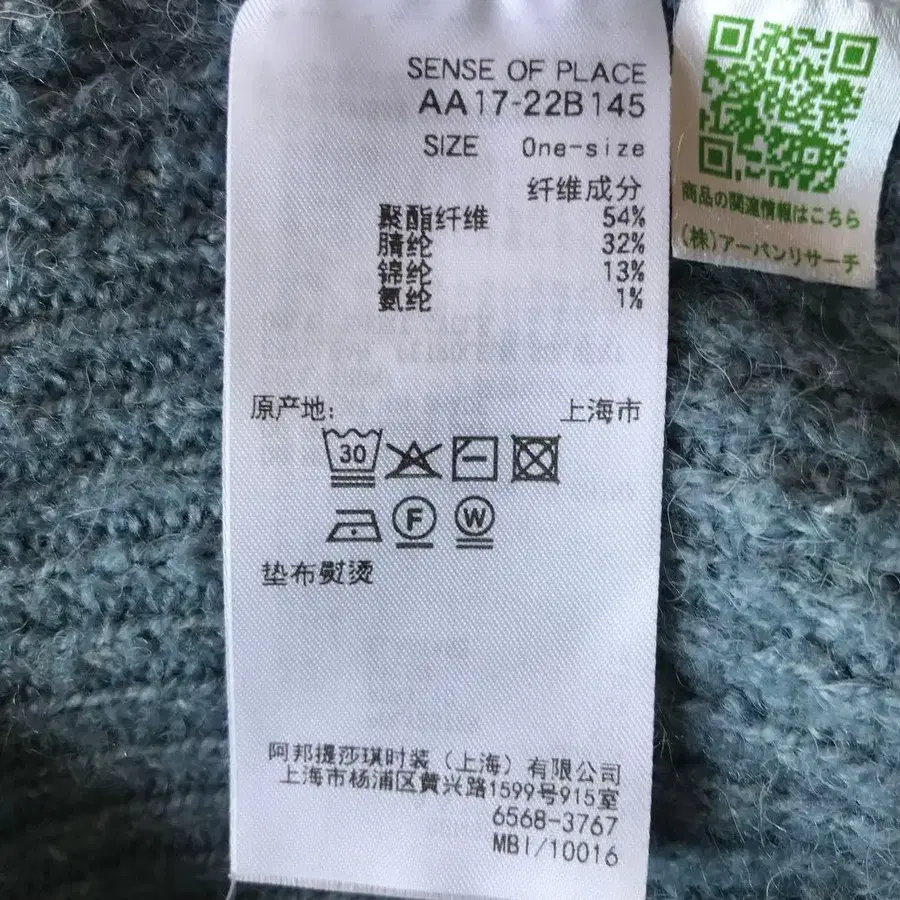 SENSE OF PLACE
AA17-22B145
SIZE One-size
纤维成分
聚酯纤维 54%
腈纶 32%
锦纶 13%
氨纶 1%
原产地: 上海市
30
F W
垫布熨烫
阿邦提莎琪时装（上海）有限公司
上海市杨浦区黄兴路1599号915室
6568-3767
MBI/10016
商品の関連情報はこちら
(株)アーバンリサーチ